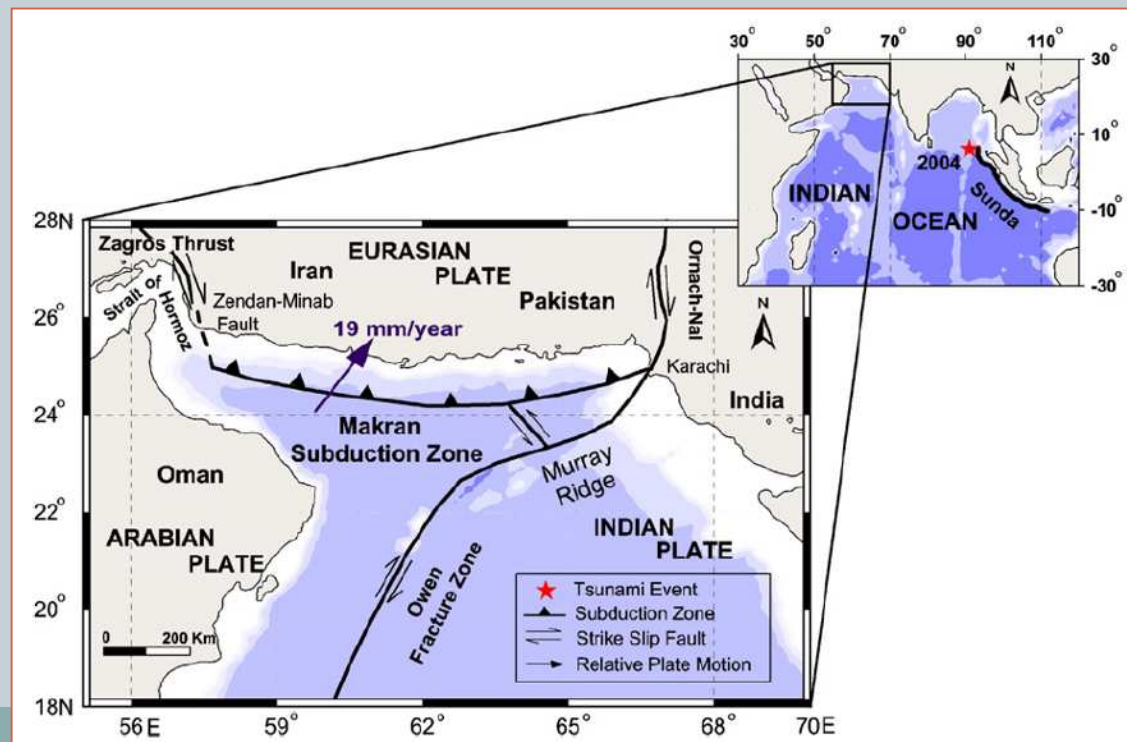 30° 50° 70° 90° 110°
30°
10°
-10°
-30°
N
2004
INDIAN
OCEAN
Sunda
28N
26°
24°
22°
20°
18N
56E 59° 62° 65° 68° 70E
Zagros Thrust
Strait of
Hormoz
Zendan-Minab
Fault
Iran
EURASIAN
PLATE
Pakistan
Ornach-Nal
N
19 mm/year
Karachi
India
Makran
Subduction Zone
Murray
Ridge
Oman
ARABIAN
PLATE
INDIAN
PLATE
Owen
Fracture Zone
0 200 Km
Tsunami Event
Subduction Zone
Strike Slip Fault
Relative Plate Motion